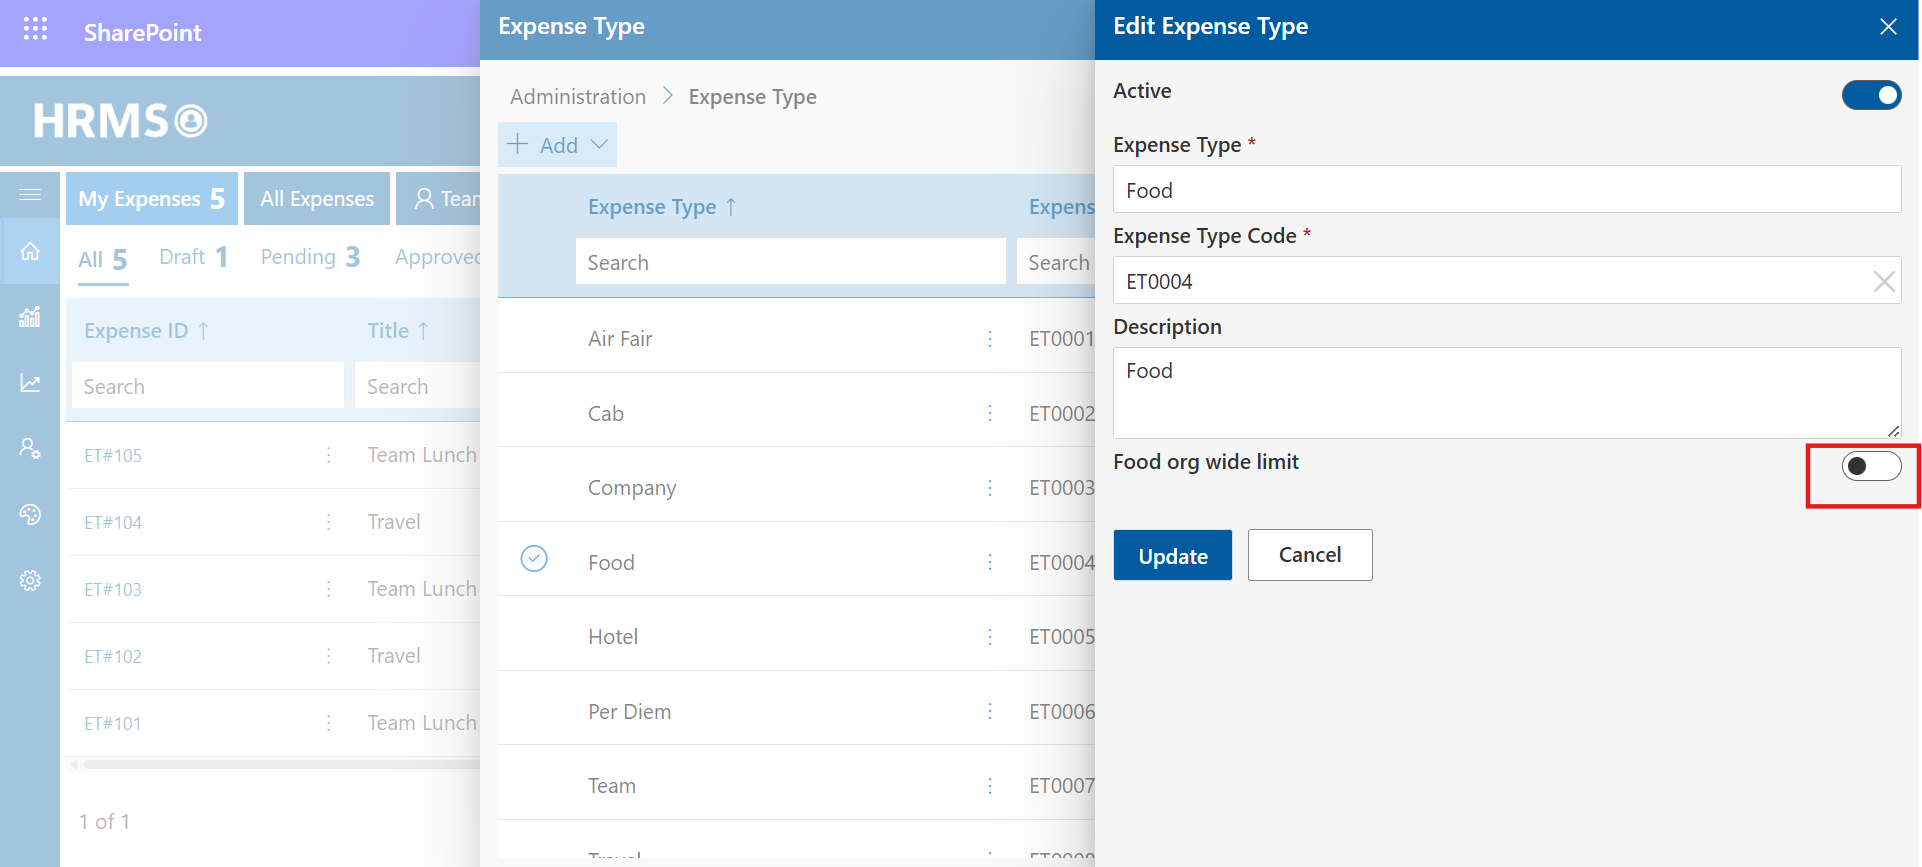 SharePoint
HRMS
My Expenses 5
All Expenses
Team
All 5
Draft 1
Pending 3
Approved
Expense ID ↑
Title ↑
Search
Search
ET#105
Team Lunch
ET#104
Travel
ET#103
Team Lunch
ET#102
Travel
ET#101
Team Lunch
1 of 1
Expense Type
Administration > Expense Type
+ Add
Expense Type ↑
Expens
Search
Search
Air Fair
ET0001
Cab
ET0002
Company
ET0003
Food
ET0004
Hotel
ET0005
Per Diem
ET0006
Team
ET0007
Travel
ET0008
Edit Expense Type
Active
Expense Type *
Food
Expense Type Code *
ET0004
Description
Food
Food org wide limit
Update
Cancel